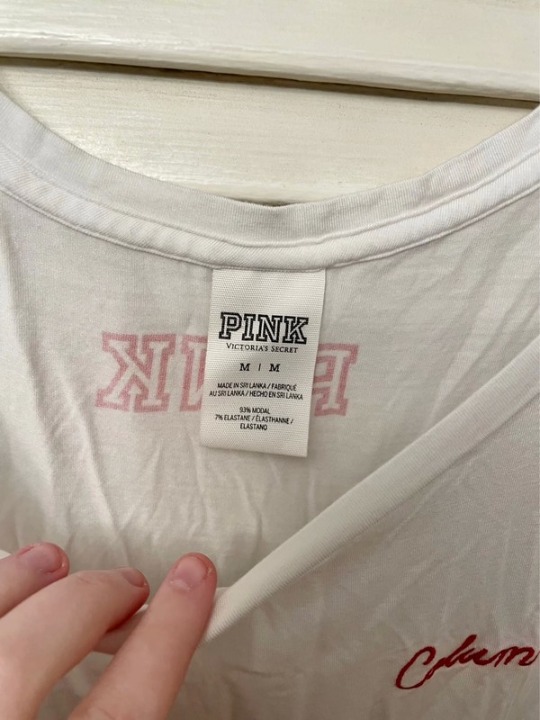 PINK
VICTORIA'S SECRET
M | M
MADE IN SRI LANKA / FABRIQUÉ
AU SRI LANKA / HECHO EN SRI LANKA
93% MODAL
7% ELASTANE / ÉLASTHANNE /
ELASTANO
PINK